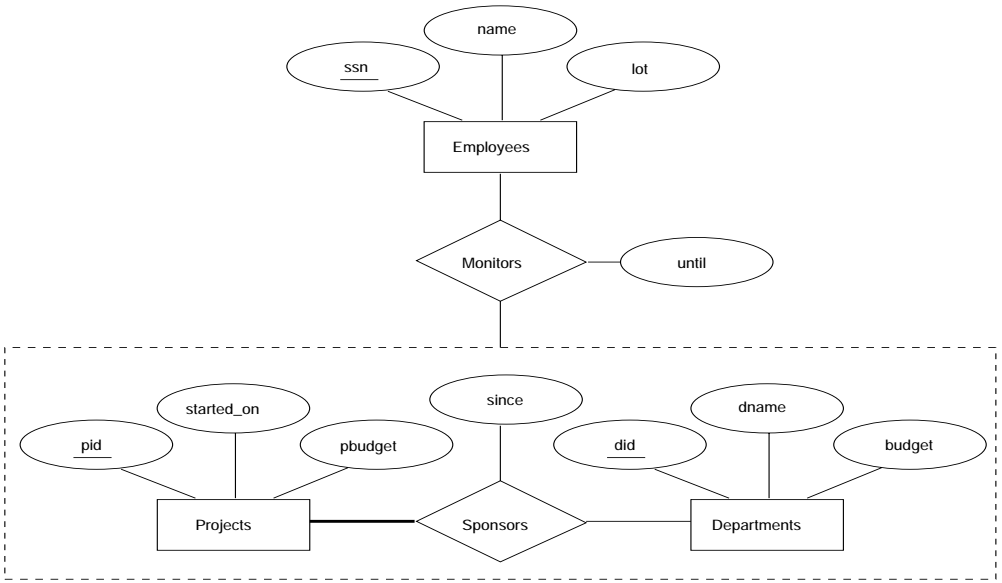 name
ssn
lot
Employees
Monitors
until
since
started_on
dname
pid
pbudget
did
budget
Projects
Sponsors
Departments